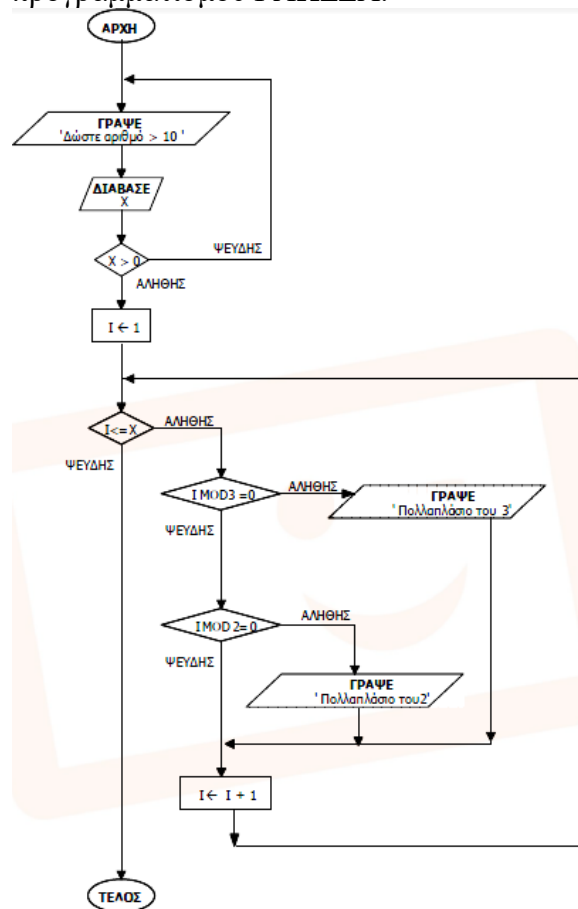 ΑΡΧΗ
ΓΡΑΨΕ
'Δώστε αριθμό > 10 '
ΔΙΑΒΑΣΕ
X
X > 0
ΨΕΥΔΗΣ
ΑΛΗΘΗΣ
I ← 1
I<=X
ΑΛΗΘΗΣ
ΨΕΥΔΗΣ
I MOD3 =0
ΑΛΗΘΗΣ
ΓΡΑΨΕ
' Πολλαπλάσιο του 3'
ΨΕΥΔΗΣ
I MOD 2= 0
ΑΛΗΘΗΣ
ΨΕΥΔΗΣ
ΓΡΑΨΕ
' Πολλαπλάσιο του2'
I← I + 1
ΤΕΛΟΣ